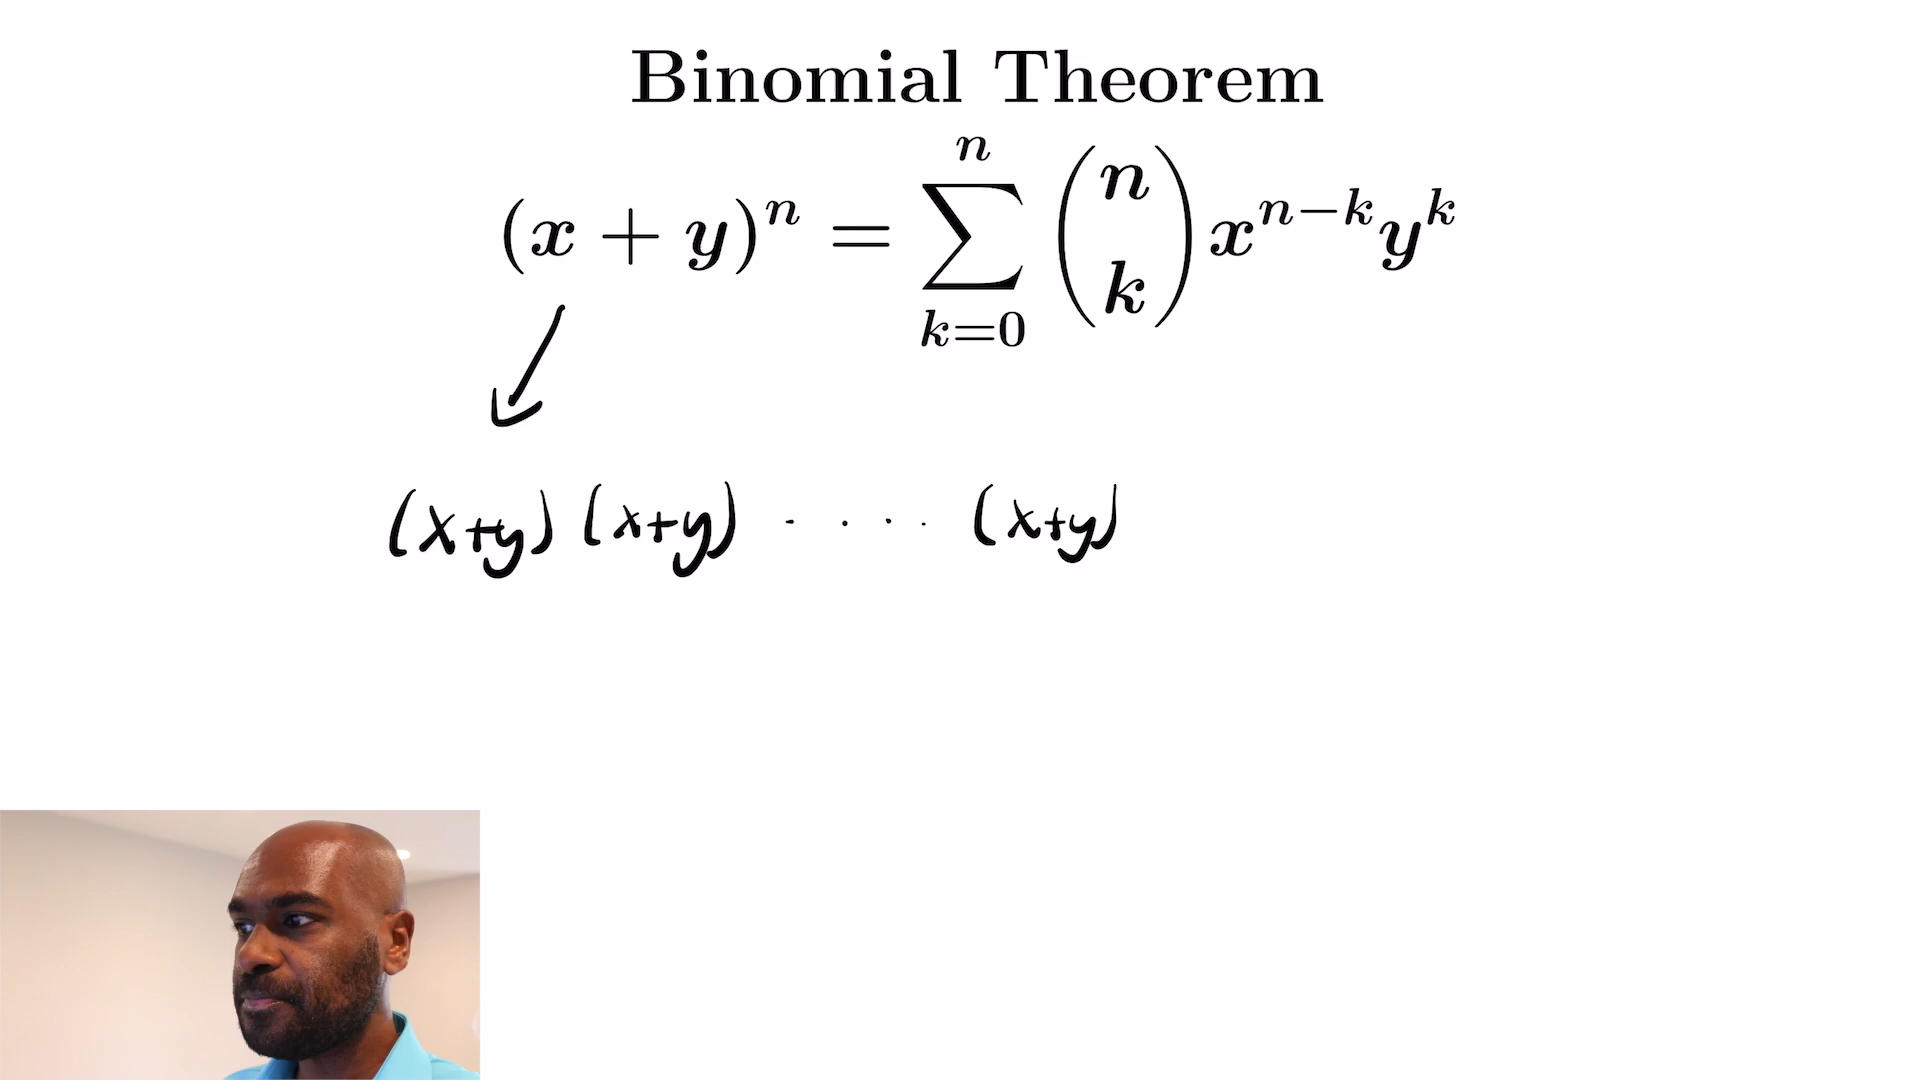 Binomial Theorem
(x + y)^n = \sum_{k=0}^{n} \binom{n}{k} x^{n-k} y^k
(x+y) (x+y) . . . . (x+y)